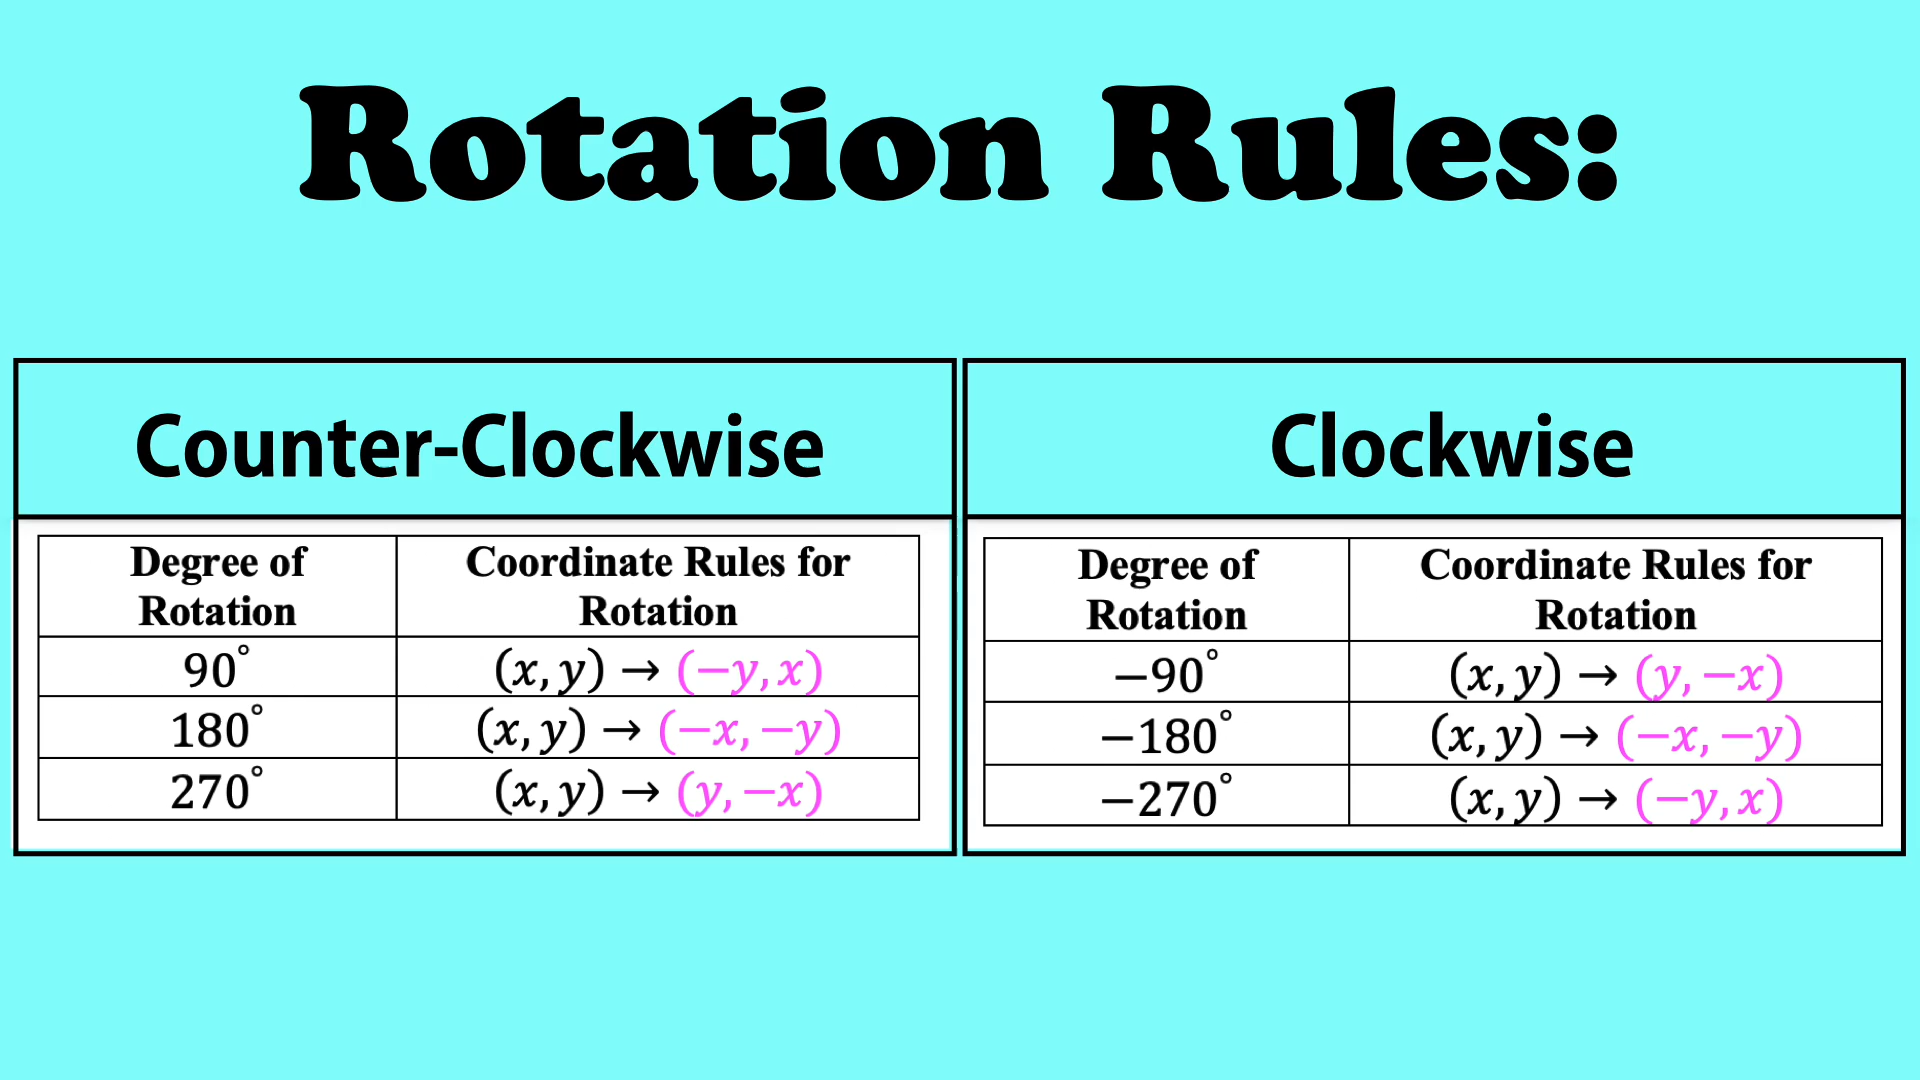 Rotation Rules:
Counter-Clockwise
Degree of Rotation | Coordinate Rules for Rotation
90° | (x, y) → (−y, x)
180° | (x, y) → (−x, −y)
270° | (x, y) → (y, −x)
Clockwise
Degree of Rotation | Coordinate Rules for Rotation
−90° | (x, y) → (y, −x)
−180° | (x, y) → (−x, −y)
−270° | (x, y) → (−y, x)